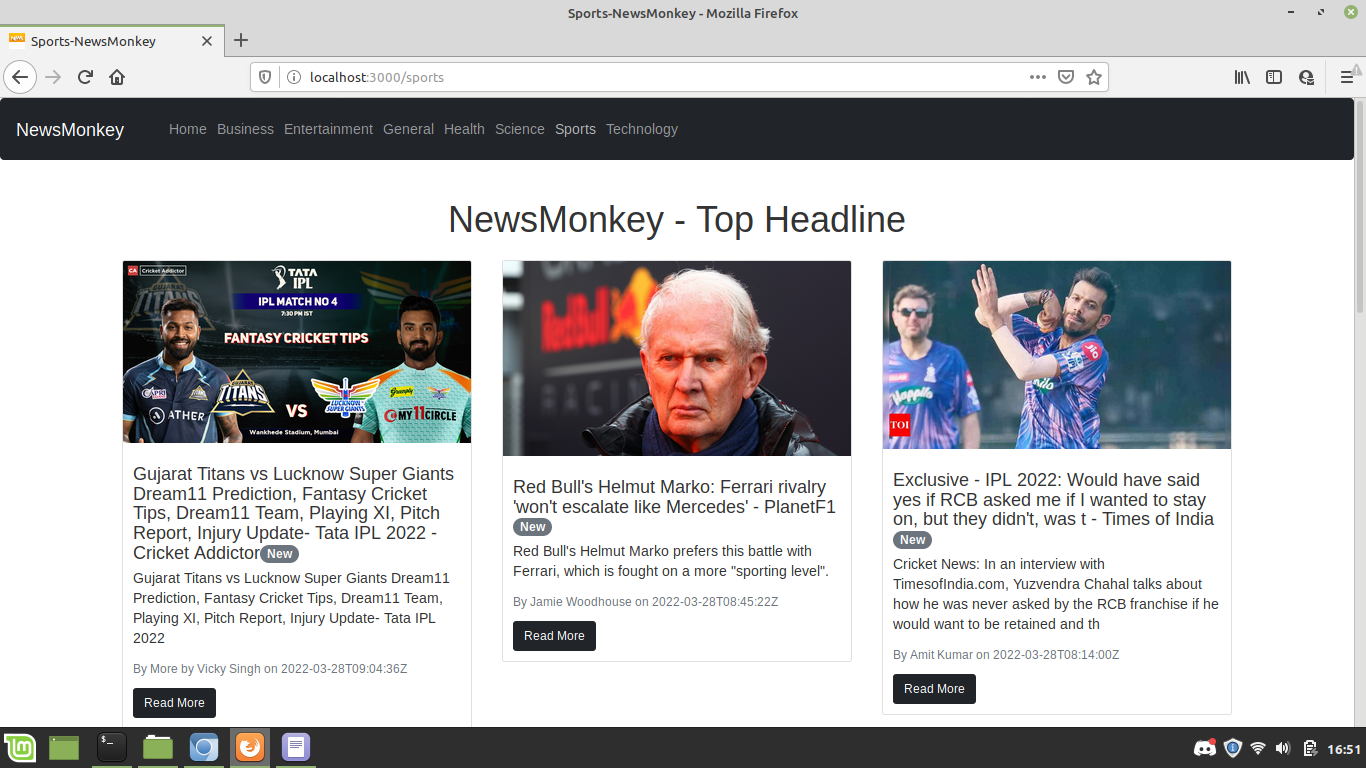 Sports-NewsMonkey - Mozilla Firefox
Sports-NewsMonkey
localhost:3000/sports
NewsMonkey
Home Business Entertainment General Health Science Sports Technology
NewsMonkey - Top Headline
CA Cricket Addictor
TATA
IPL
IPL MATCH NO 4
7:30 PM IST
FANTASY CRICKET TIPS
CAPRI
ATHER
GUJARAT
TITANS
VS
LUCKNOW
SUPER GIANTS
Greenply
MY11CIRCLE
Wankhede Stadium, Mumbai
Gujarat Titans vs Lucknow Super Giants
Dream11 Prediction, Fantasy Cricket
Tips, Dream11 Team, Playing XI, Pitch
Report, Injury Update- Tata IPL 2022 -
Cricket Addictor New
Gujarat Titans vs Lucknow Super Giants Dream11
Prediction, Fantasy Cricket Tips, Dream11 Team,
Playing XI, Pitch Report, Injury Update- Tata IPL
2022
By More by Vicky Singh on 2022-03-28T09:04:36Z
Read More
RedBull
Red Bull's Helmut Marko: Ferrari rivalry
'won't escalate like Mercedes' - PlanetF1
New
Red Bull's Helmut Marko prefers this battle with
Ferrari, which is fought on a more "sporting level".
By Jamie Woodhouse on 2022-03-28T08:45:22Z
Read More
Jio
TOI
Exclusive - IPL 2022: Would have said
yes if RCB asked me if I wanted to stay
on, but they didn't, was t - Times of India
New
Cricket News: In an interview with
TimesofIndia.com, Yuzvendra Chahal talks about
how he was never asked by the RCB franchise if he
would want to be retained and th
By Amit Kumar on 2022-03-28T08:14:00Z
Read More
16:51